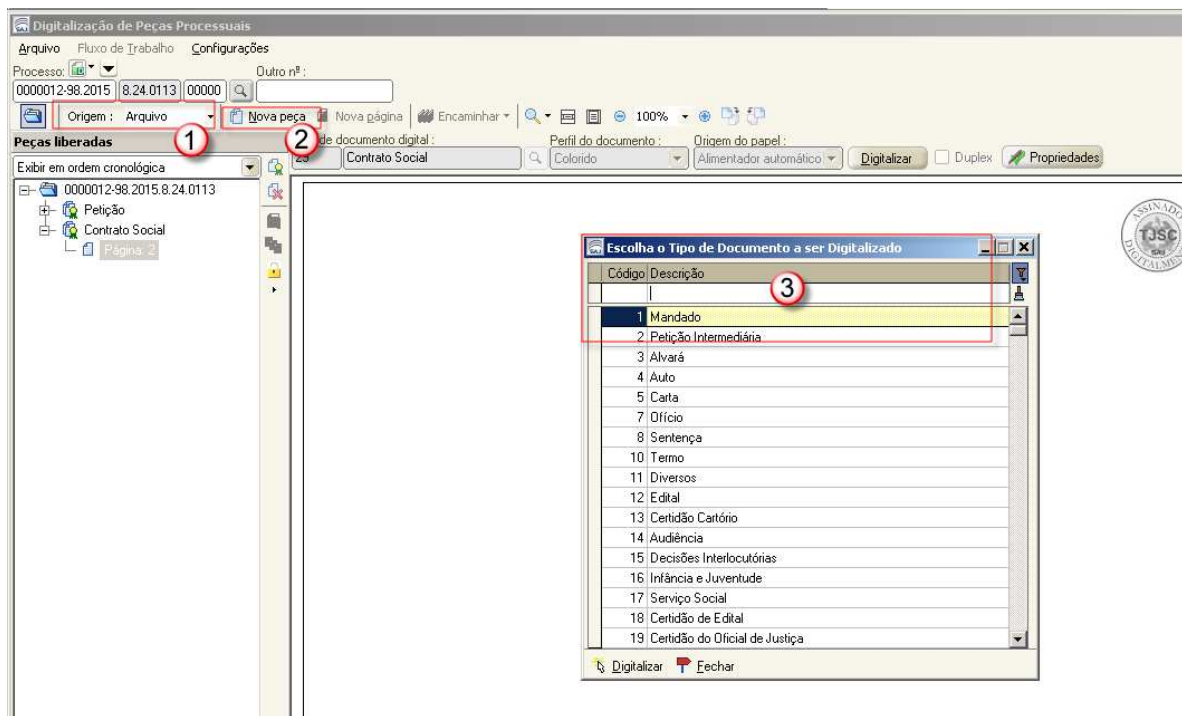 Digitalização de Peças Processuais
Arquivo Fluxo de Trabalho Configurações
Processo: Outro nº :
0000012-98.2015 8.24.0113 00000
Origem : Arquivo Nova peça Nova página Encaminhar 100%
1
2
Peças liberadas
de documento digital : Perfil do documento : Origem do papel :
Contrato Social Colorido Alimentador automático Digitalizar Duplex Propriedades
Exibir em ordem cronológica
0000012-98.2015.8.24.0113
Petição
Contrato Social
Página: 2
ASSINADO
TJSC
DIGITALMENTE
Escolha o Tipo de Documento a ser Digitalizado
Código Descrição
3
1 Mandado
2 Petição Intermediária
3 Alvará
4 Auto
5 Carta
7 Ofício
8 Sentença
10 Termo
11 Diversos
12 Edital
13 Certidão Cartório
14 Audiência
15 Decisões Interlocutórias
16 Infância e Juventude
17 Serviço Social
18 Certidão de Edital
19 Certidão do Oficial de Justiça
Digitalizar Fechar